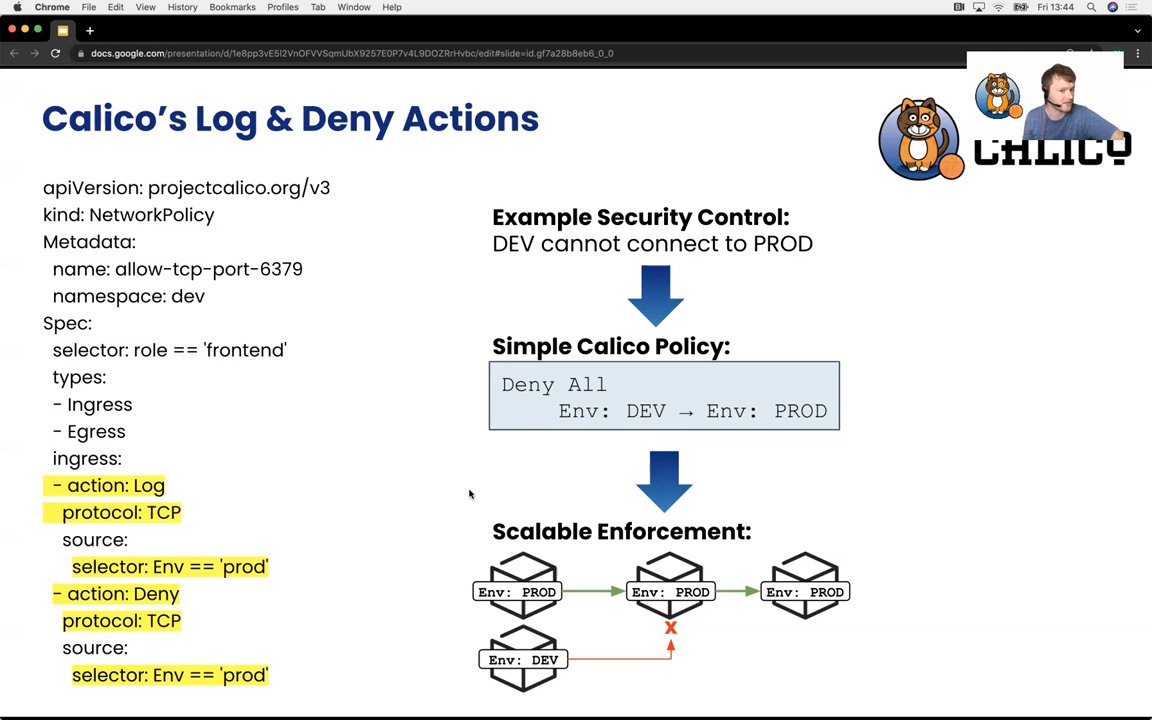 Chrome File Edit View History Bookmarks Profiles Tab Window Help
Fri 13:44
docs.google.com/presentation/d/1e8pp3vE5l2VnOFVVSqmUbX9257E0P7v4L9DOZRrHvbc/edit#slide=id.gf7a28b8eb6_0_0
Calico's Log & Deny Actions
CALICO
apiVersion: projectcalico.org/v3
kind: NetworkPolicy
Metadata:
name: allow-tcp-port-6379
namespace: dev
Spec:
selector: role == 'frontend'
types:
- Ingress
- Egress
ingress:
- action: Log
protocol: TCP
source:
selector: Env == 'prod'
- action: Deny
protocol: TCP
source:
selector: Env == 'prod'
Example Security Control:
DEV cannot connect to PROD
Simple Calico Policy:
Deny All
Env: DEV → Env: PROD
Scalable Enforcement:
Env: PROD
Env: PROD
Env: PROD
X
Env: DEV